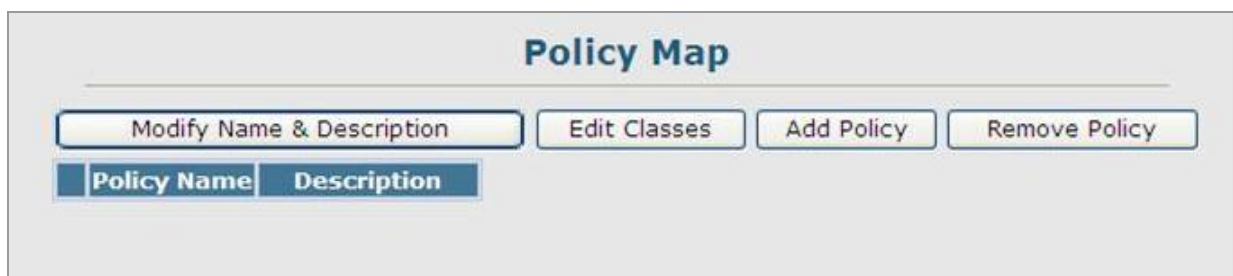 Policy Map
Modify Name & Description Edit Classes Add Policy Remove Policy
Policy Name Description